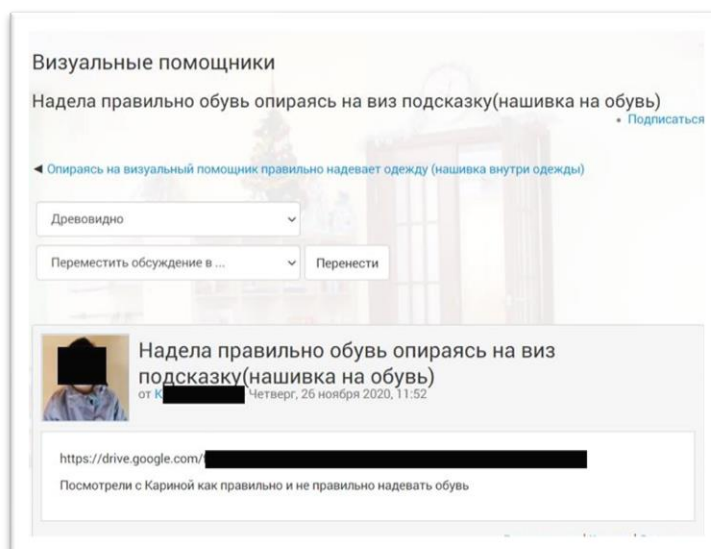 Визуальные помощники
Надела правильно обувь опираясь на виз подсказку(нашивка на обувь)
• Подписаться
◄ Опираясь на визуальный помощник правильно надевает одежду (нашивка внутри одежды)
Древовидно
Переместить обсуждение в ...
Перенести
Надела правильно обувь опираясь на виз
подсказку(нашивка на обувь)
от К Четверг, 26 ноября 2020, 11:52
https://drive.google.com/
Посмотрели с Кариной как правильно и не правильно надевать обувь